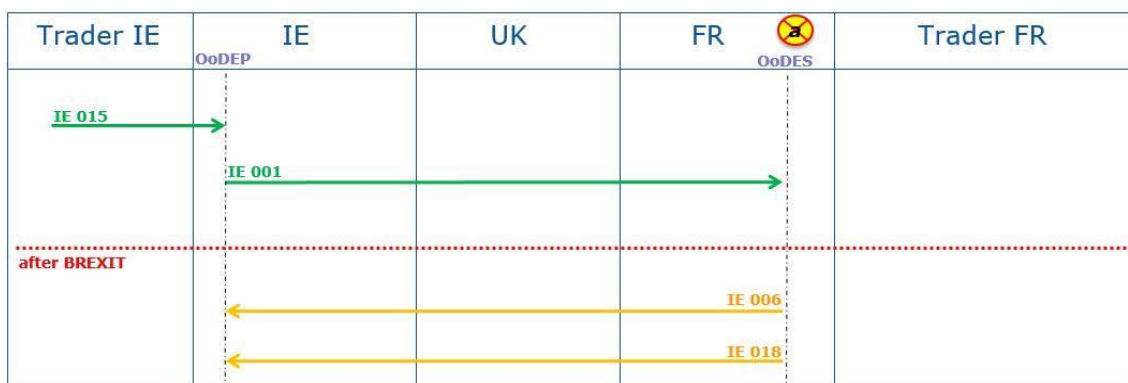 Trader IE IE UK FR a Trader FR
OoDEP OoDES
IE 015
IE 001
after BREXIT
IE 006
IE 018